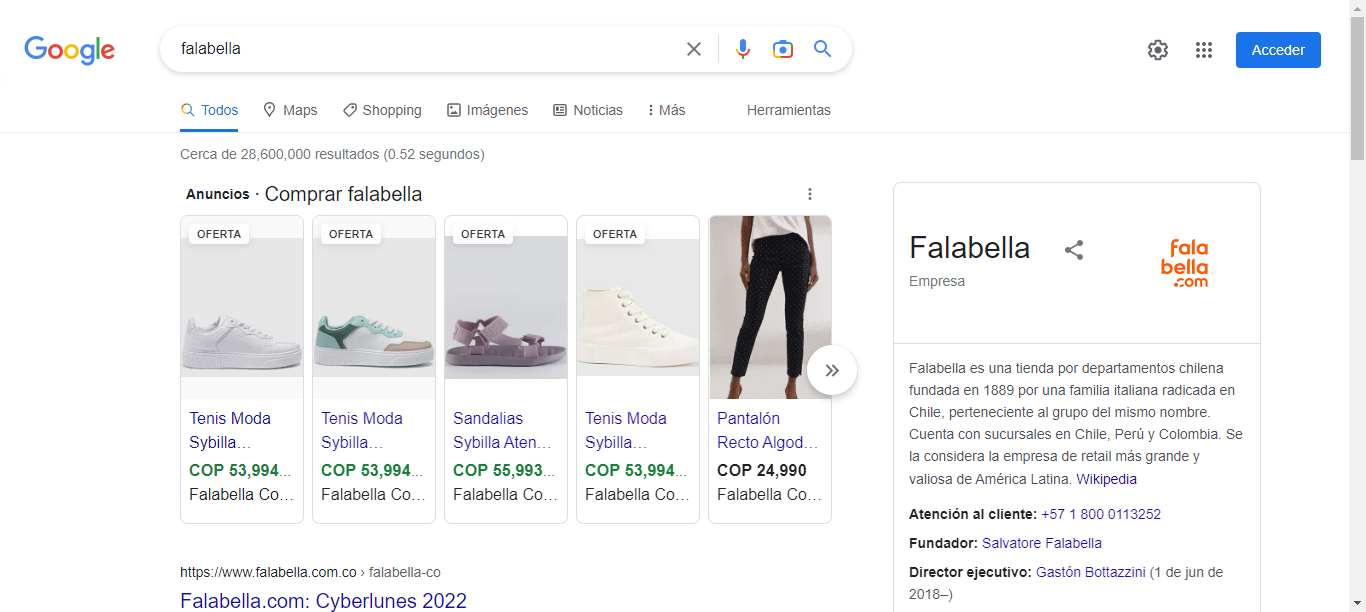 Google
falabella
Acceder
Todos
Maps
Shopping
Imágenes
Noticias
Más
Herramientas
Cerca de 28,600,000 resultados (0.52 segundos)
Anuncios · Comprar falabella
OFERTA
Tenis Moda
Sybilla…
COP 53,994...
Falabella Co…
OFERTA
Tenis Moda
Sybilla…
COP 53,994...
Falabella Co…
OFERTA
Sandalias
Sybilla Aten…
COP 55,993...
Falabella Co…
OFERTA
Tenis Moda
Sybilla…
COP 53,994...
Falabella Co…
Pantalón
Recto Algod…
COP 24,990
Falabella Co…
https://www.falabella.com.co › falabella-co
Falabella.com: Cyberlunes 2022
Falabella
Empresa
fala
bella
.com
Falabella es una tienda por departamentos chilena
fundada en 1889 por una familia italiana radicada en
Chile, perteneciente al grupo del mismo nombre.
Cuenta con sucursales en Chile, Perú y Colombia. Se
la considera la empresa de retail más grande y
valiosa de América Latina. Wikipedia
Atención al cliente: +57 1 800 0113252
Fundador: Salvatore Falabella
Director ejecutivo: Gastón Bottazzini (1 de jun de
2018–)